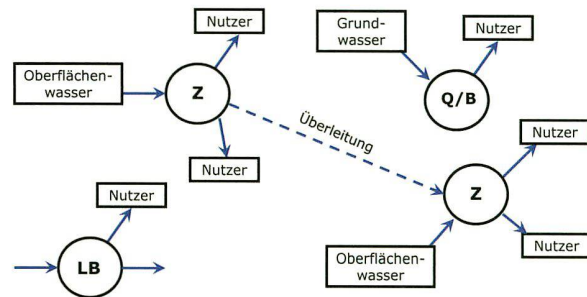 Nutzer
Grund-
wasser
Nutzer
Oberflächen-
wasser
Z
Q/B
Überleitung
Nutzer
Nutzer
Z
Nutzer
LB
Oberflächen-
wasser
Nutzer